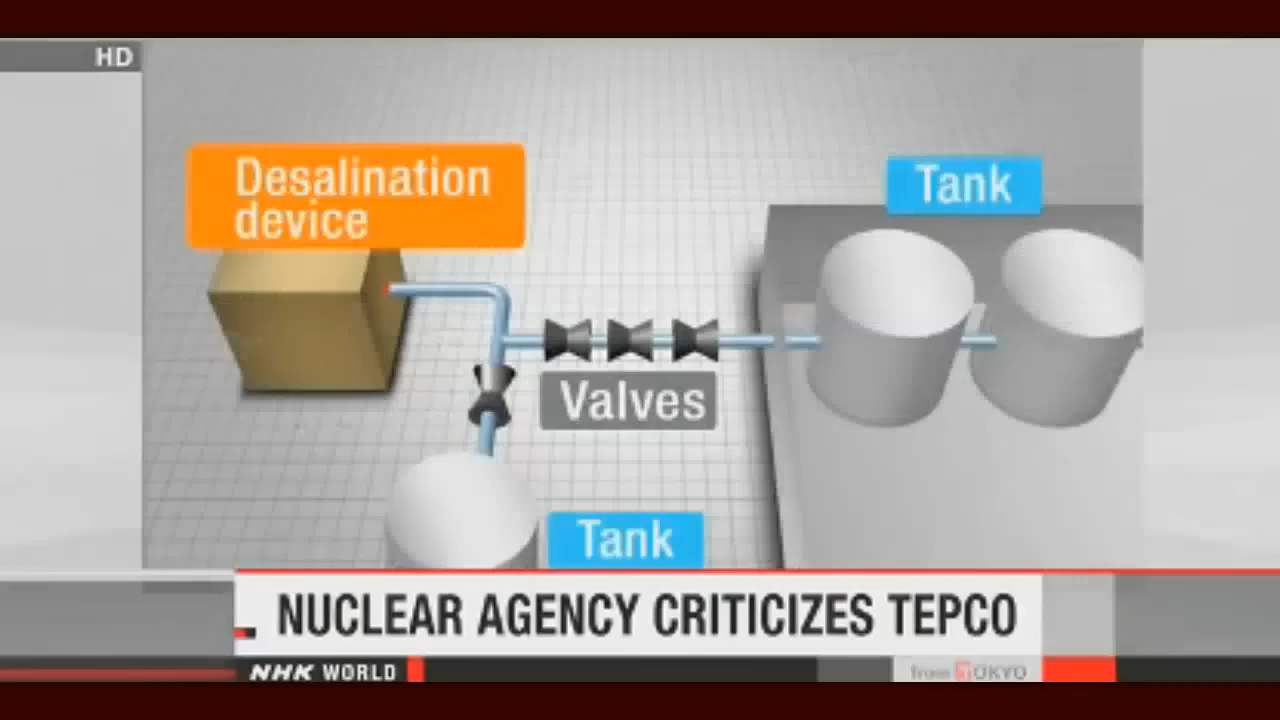 HD
Desalination
device
Tank
Valves
Tank
NUCLEAR AGENCY CRITICIZES TEPCO
NHK WORLD
from TOKYO